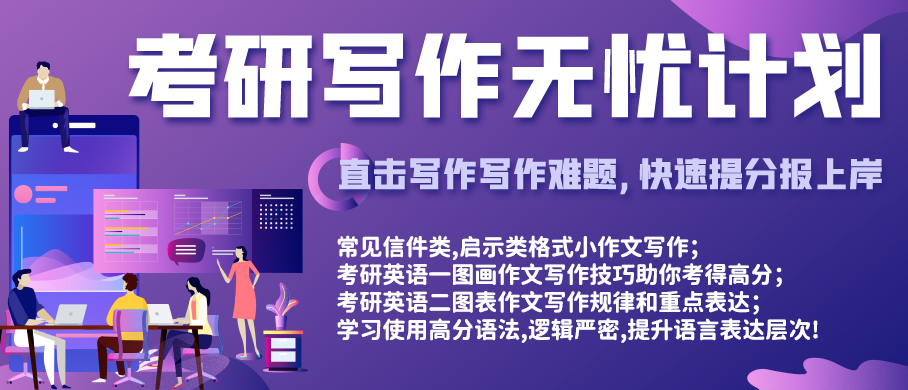 考研写作无忧计划
直击写作写作难题,快速提分报上岸
常见信件类,启示类格式小作文写作;
考研英语一图画作文写作技巧助你考得高分;
考研英语二图表作文写作规律和重点表达;
学习使用高分语法,逻辑严密,提升语言表达层次!